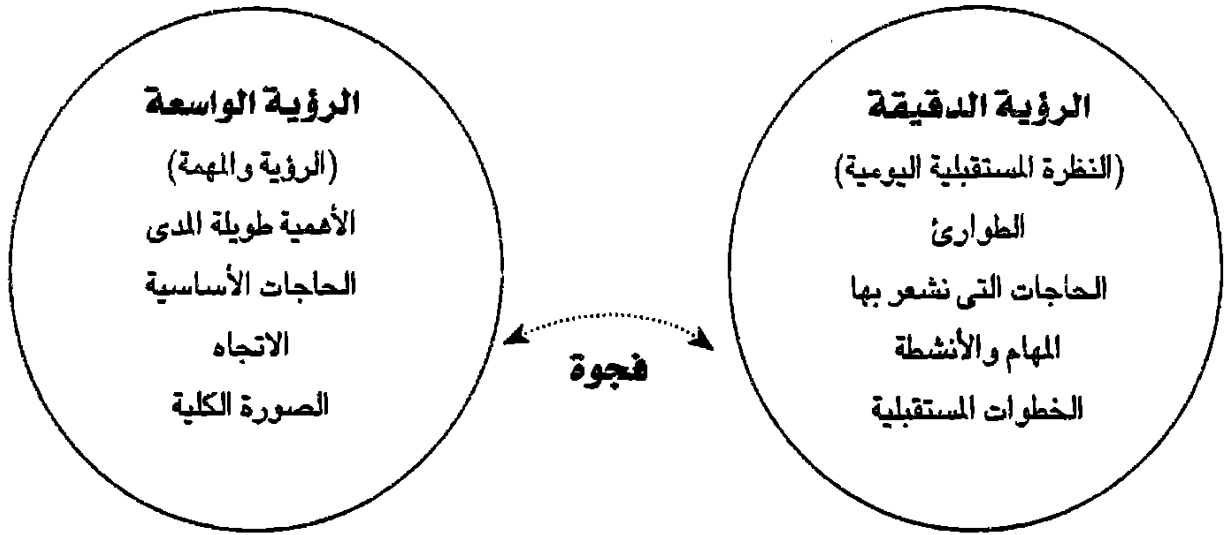 الرؤية الدقيقة
(النظرة المستقبلية اليومية)
الطوارئ
الحاجات التى نشعر بها
المهام والأنشطة
الخطوات المستقبلية
فجوة
الرؤية الواسعة
(الرؤية والمهمة)
الأهمية طويلة المدى
الحاجات الأساسية
الاتجاه
الصورة الكلية